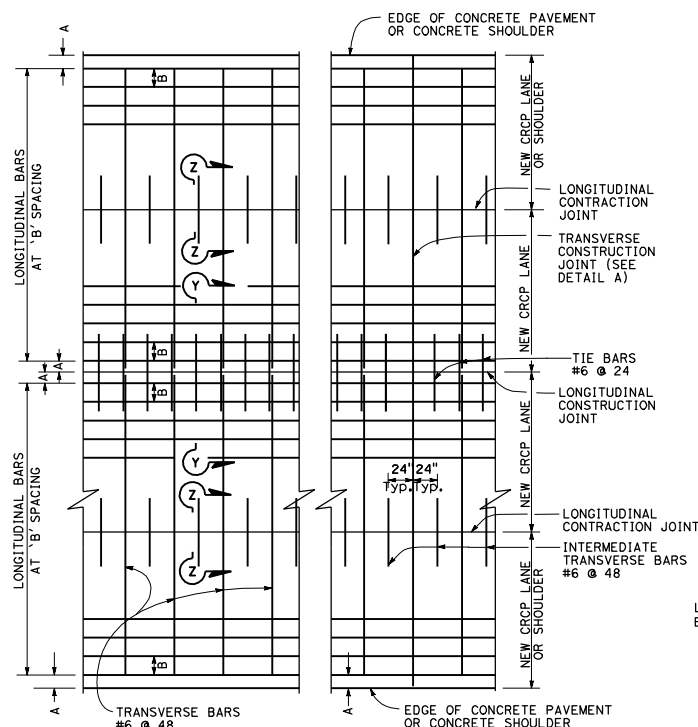 EDGE OF CONCRETE PAVEMENT
OR CONCRETE SHOULDER
A
B
LONGITUDINAL BARS
AT 'B' SPACING
NEW CRCP LANE
OR SHOULDER
Z
LONGITUDINAL
CONTRACTION
JOINT
Z
TRANSVERSE
CONSTRUCTION
JOINT (SEE
DETAIL A)
Y
NEW CRCP LANE
B
A
A
TIE BARS
#6 @ 24
B
LONGITUDINAL
CONSTRUCTION
JOINT
NEW CRCP LANE
LONGITUDINAL BARS
AT 'B' SPACING
Y
24" 24"
Typ. Typ.
Z
LONGITUDINAL
CONTRACTION JOINT
INTERMEDIATE
TRANSVERSE BARS
#6 @ 48
Z
NEW CRCP LANE
OR SHOULDER
B
A
A
TRANSVERSE BARS
#6 @ 48
EDGE OF CONCRETE PAVEMENT
OR CONCRETE SHOULDER